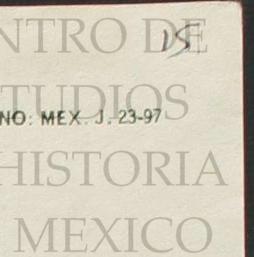 NTRO DE
15
TUDIOS
NO: MEX. J. 23-97
HISTORIA
MEXICO